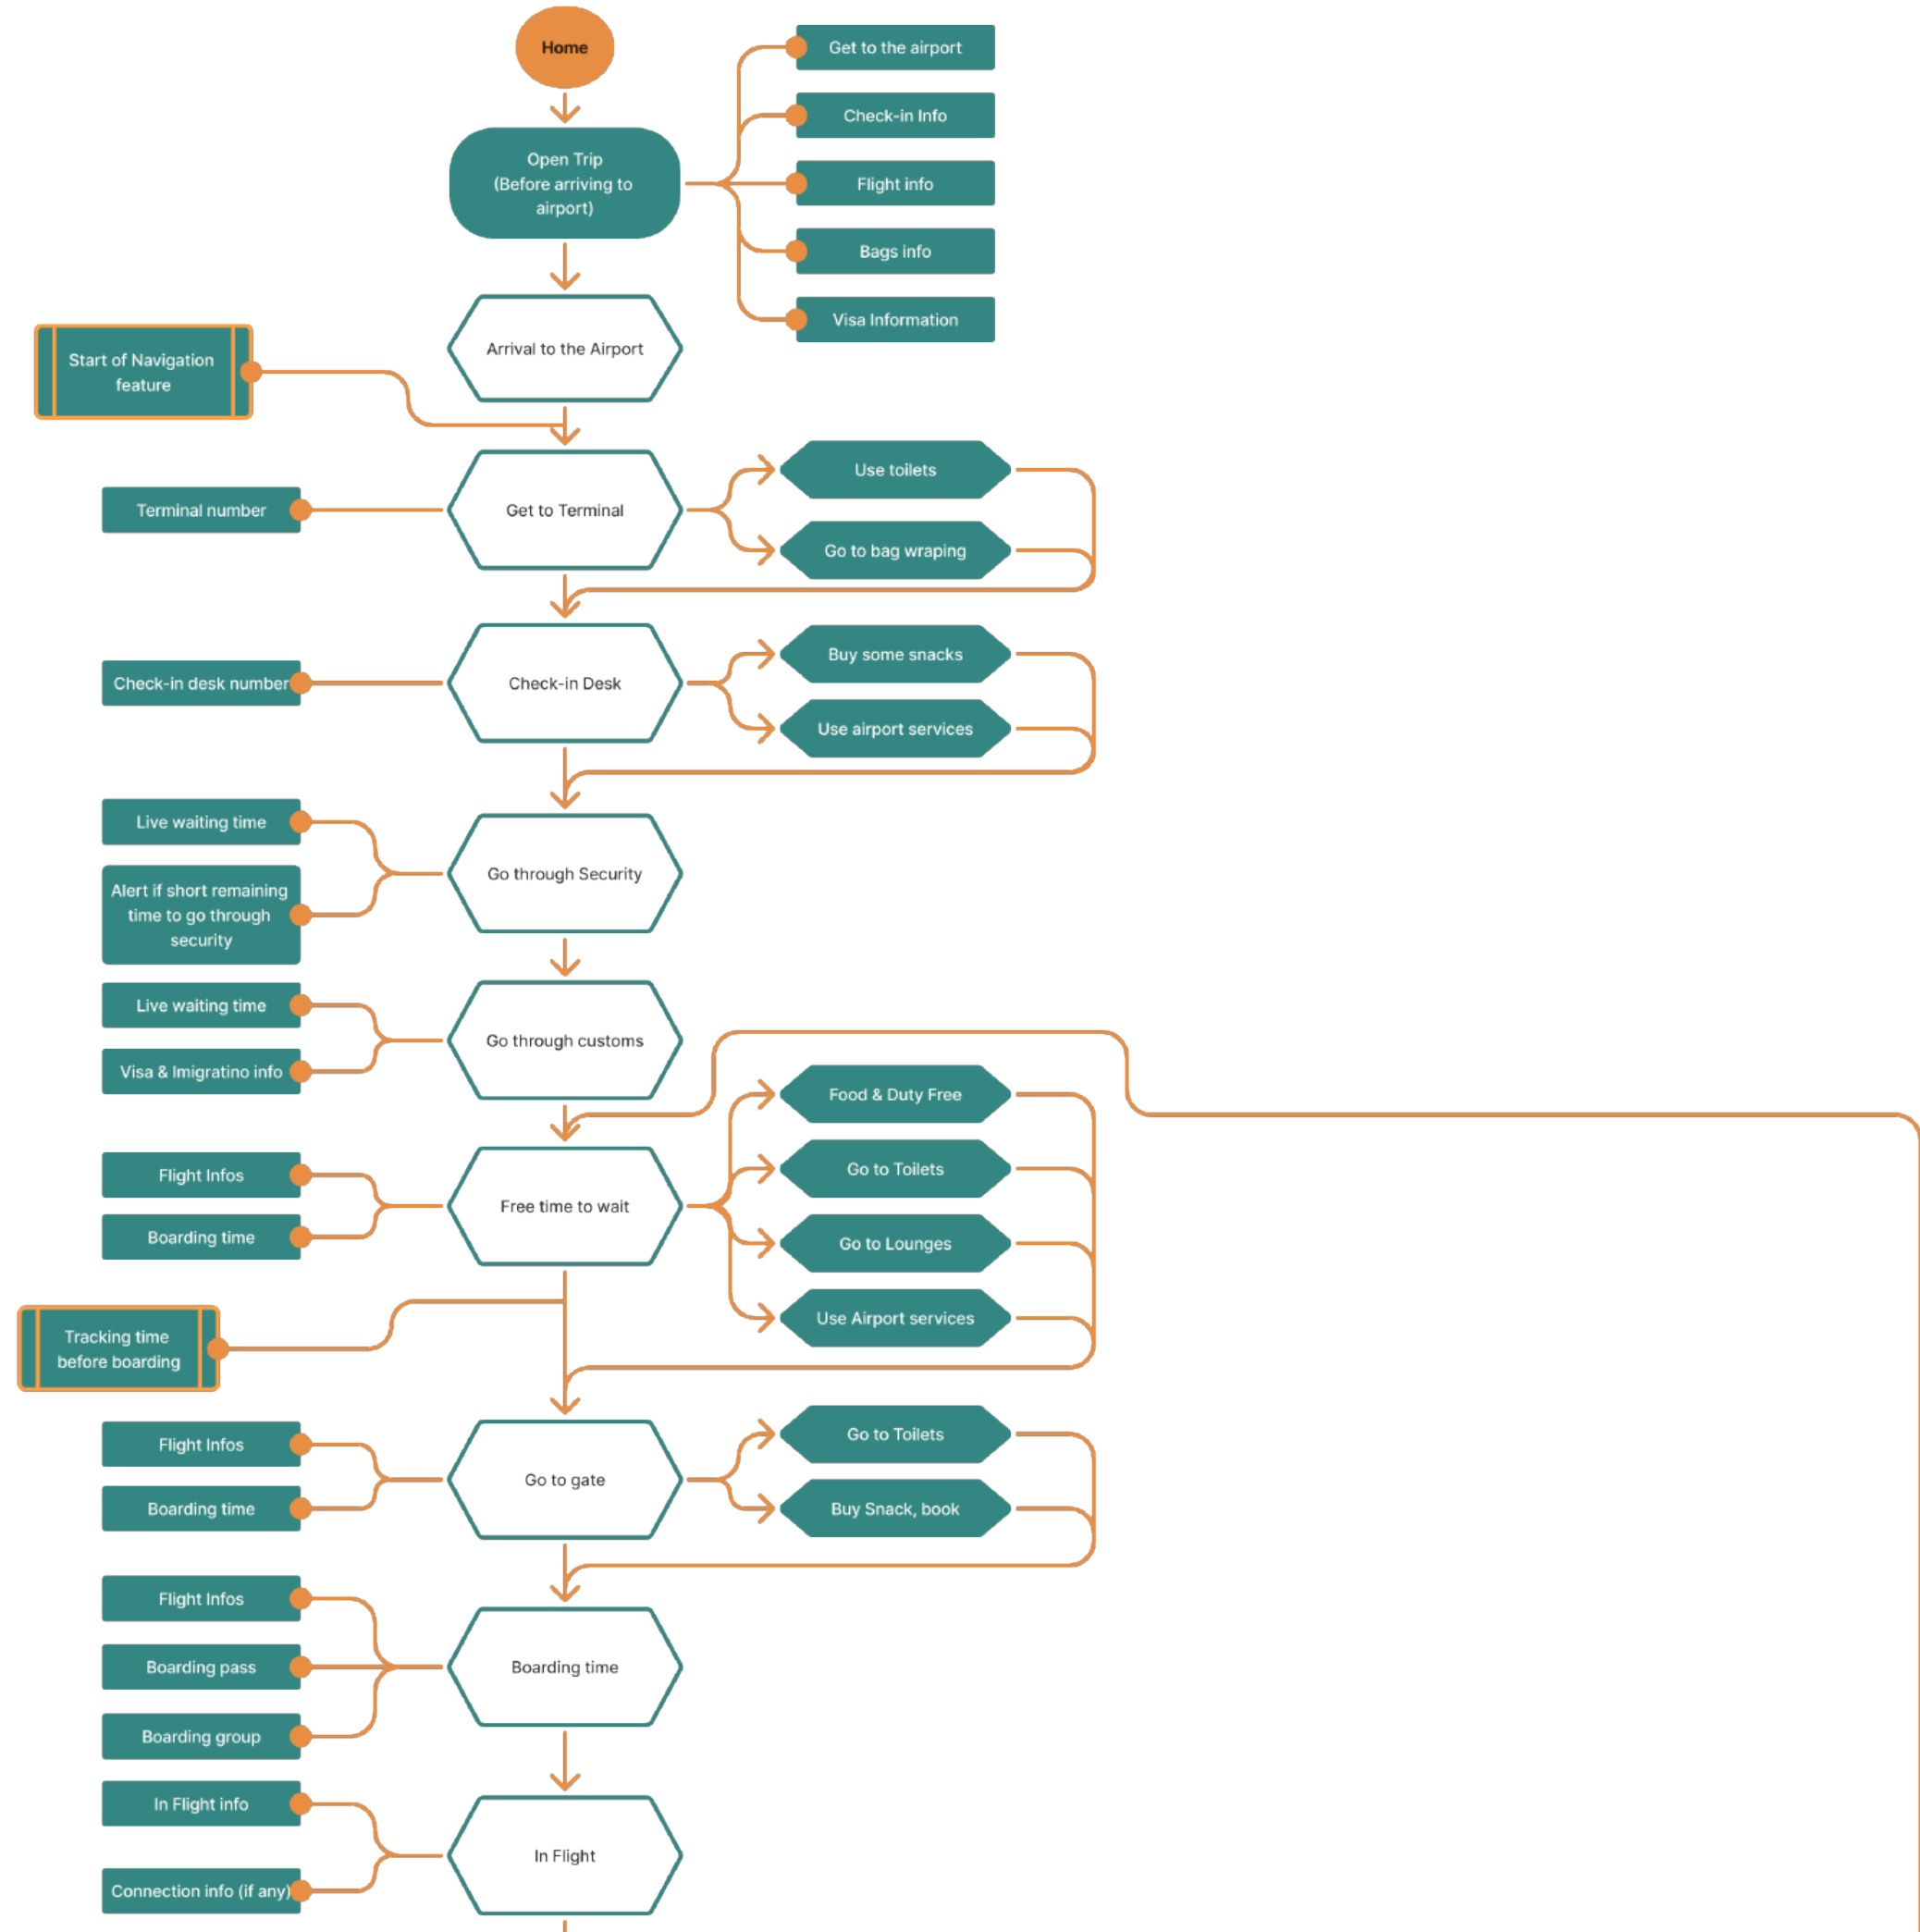 Home
Get to the airport
Check-in Info
Open Trip
(Before arriving to
airport)
Flight info
Bags info
Visa Information
Arrival to the Airport
Start of Navigation
feature
Use toilets
Terminal number
Get to Terminal
Go to bag wraping
Buy some snacks
Check-in desk number
Check-in Desk
Use airport services
Live waiting time
Go through Security
Alert if short remaining
time to go through
security
Live waiting time
Go through customs
Visa & Imigratino info
Food & Duty Free
Flight Infos
Go to Toilets
Free time to wait
Boarding time
Go to Lounges
Use Airport services
Tracking time
before boarding
Flight Infos
Go to Toilets
Go to gate
Boarding time
Buy Snack, book
Flight Infos
Boarding pass
Boarding time
Boarding group
In Flight info
In Flight
Connection info (if any)